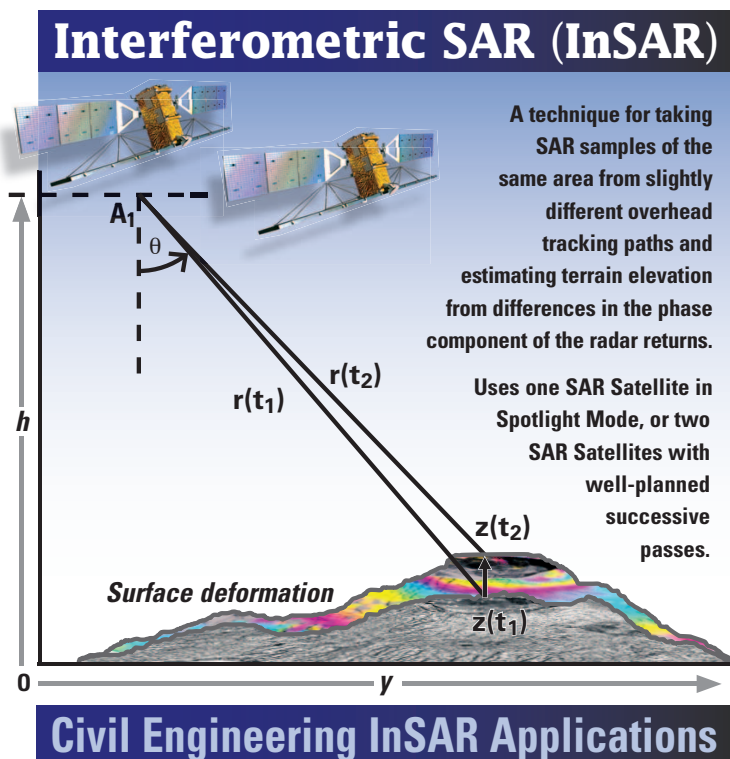 Interferometric SAR (InSAR)
A technique for taking
SAR samples of the
same area from slightly
different overhead
tracking paths and
estimating terrain elevation
from differences in the phase
component of the radar returns.
Uses one SAR Satellite in
Spotlight Mode, or two
SAR Satellites with
well-planned
successive
passes.
A₁
θ
r(t₂)
r(t₁)
h
z(t₂)
Surface deformation
z(t₁)
0
y
Civil Engineering InSAR Applications